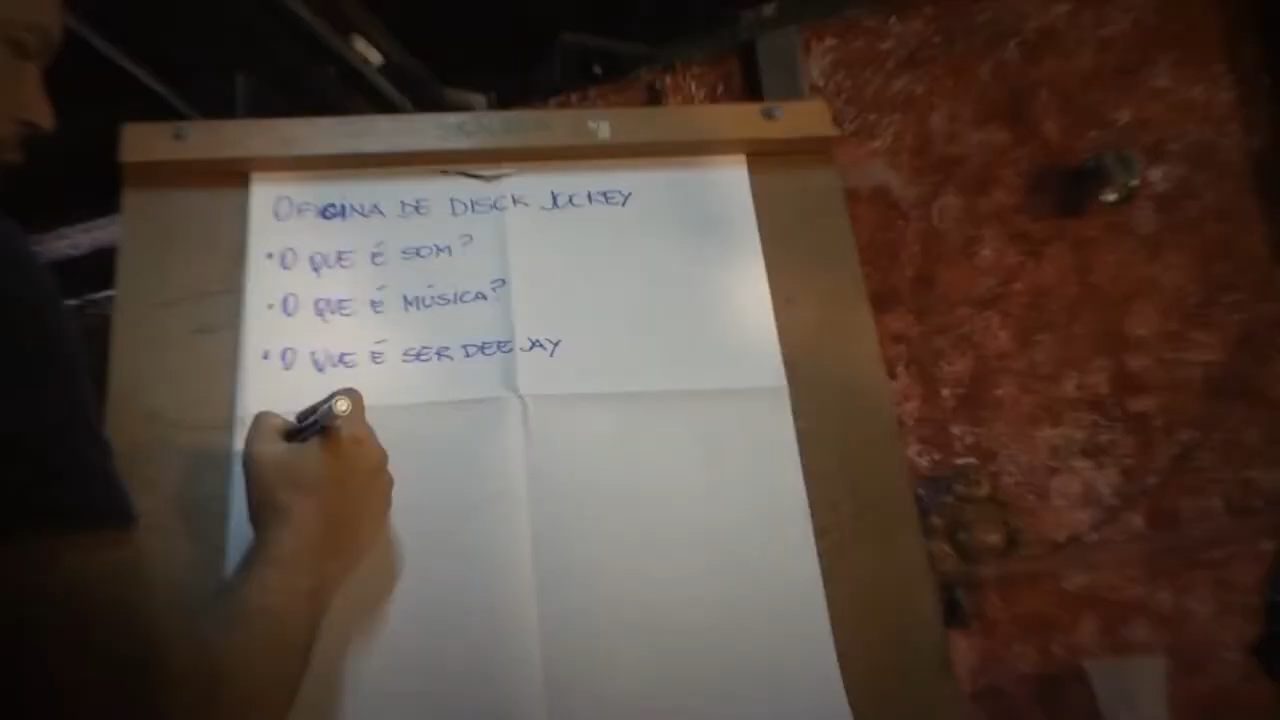 OFICINA DE DISCK JOCKEY
• O QUE É SOM?
• O QUE É MÚSICA?
• O QUE É SER DEEJAY